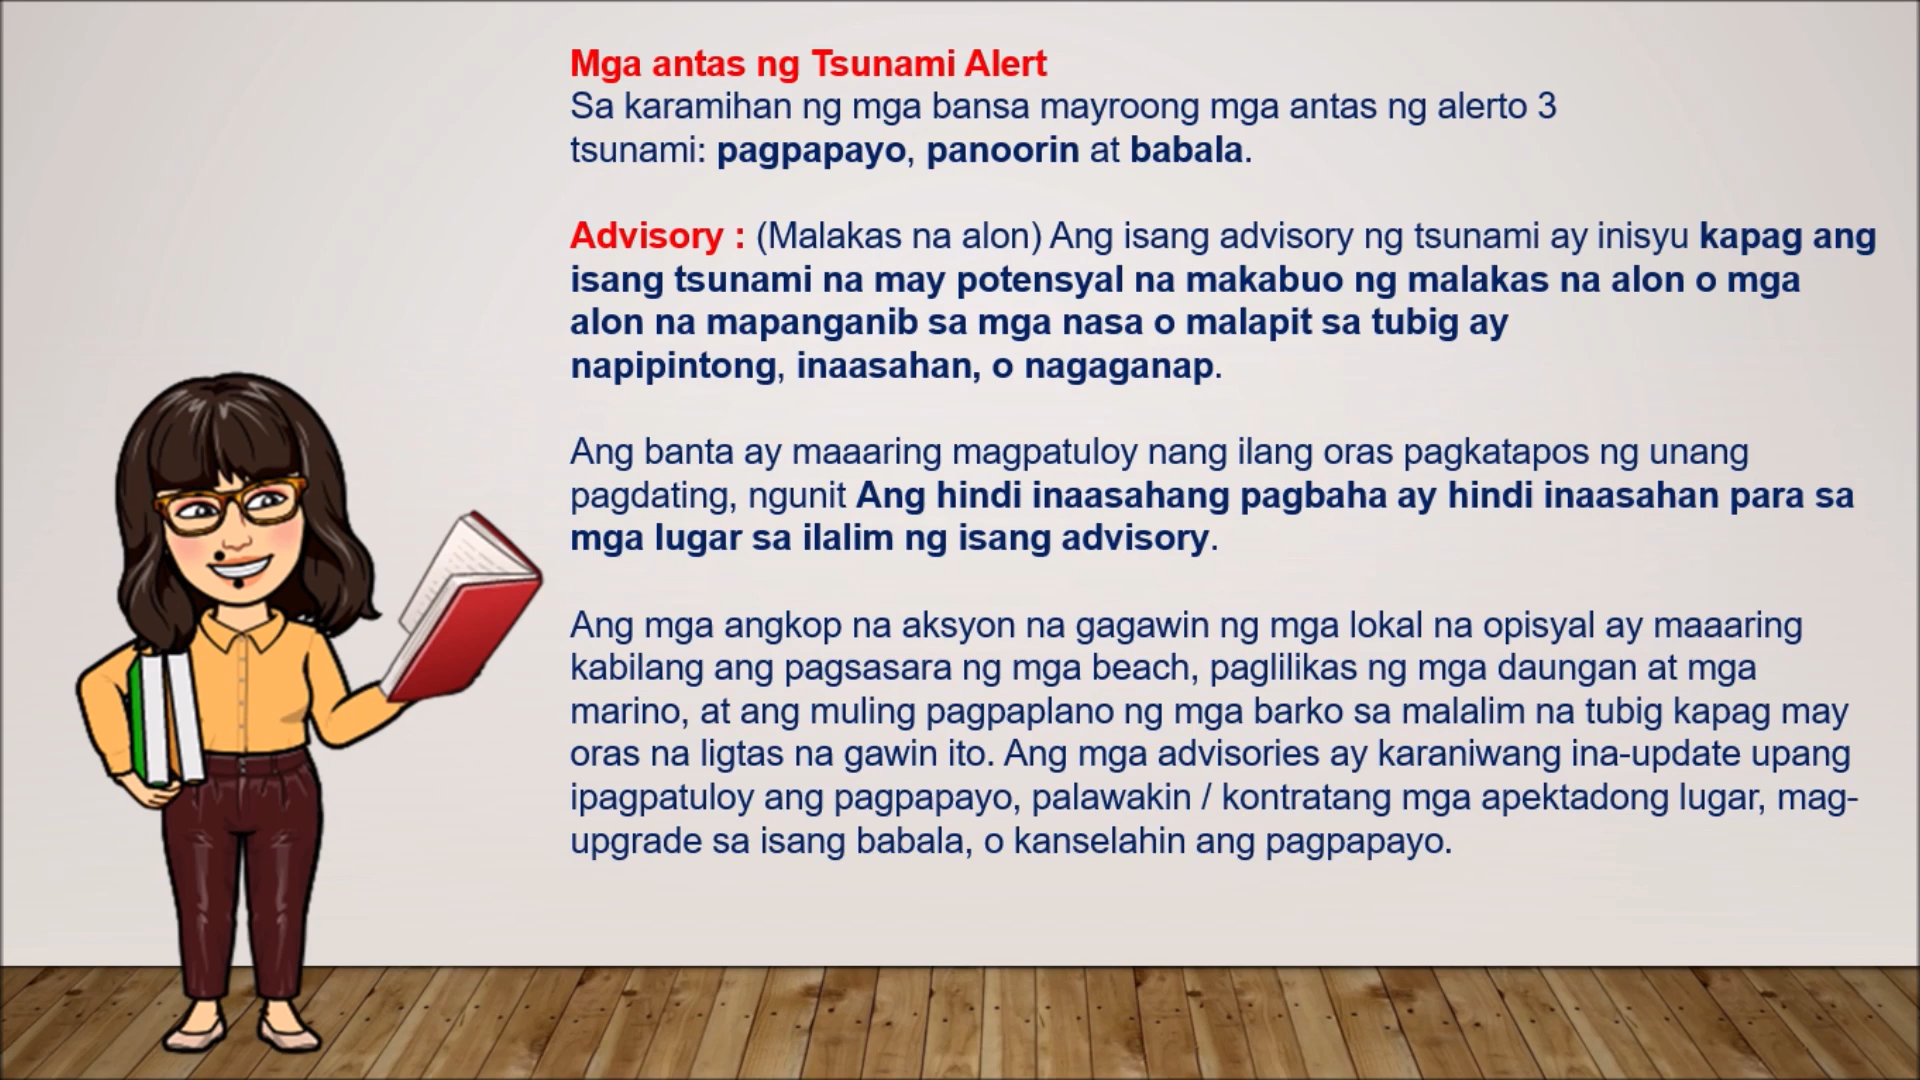 Mga antas ng Tsunami Alert
Sa karamihan ng mga bansa mayroong mga antas ng alerto 3
tsunami: pagpapayo, panoorin at babala.
Advisory : (Malakas na alon) Ang isang advisory ng tsunami ay inisyu kapag ang
isang tsunami na may potensyal na makabuo ng malakas na alon o mga
alon na mapanganib sa mga nasa o malapit sa tubig ay
napipintong, inaasahan, o nagaganap.
Ang banta ay maaaring magpatuloy nang ilang oras pagkatapos ng unang
pagdating, ngunit Ang hindi inaasahang pagbaha ay hindi inaasahan para sa
mga lugar sa ilalim ng isang advisory.
Ang mga angkop na aksyon na gagawin ng mga lokal na opisyal ay maaaring
kabilang ang pagsasara ng mga beach, paglilikas ng mga daungan at mga
marino, at ang muling pagpaplano ng mga barko sa malalim na tubig kapag may
oras na ligtas na gawin ito. Ang mga advisories ay karaniwang ina-update upang
ipagpatuloy ang pagpapayo, palawakin / kontratang mga apektadong lugar, mag-
upgrade sa isang babala, o kanselahin ang pagpapayo.